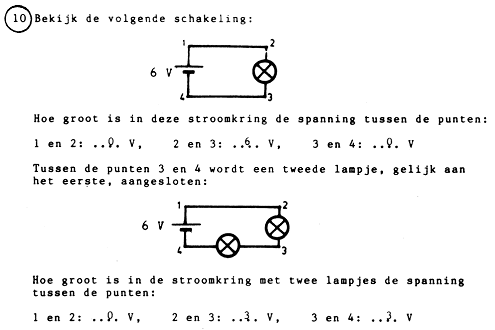 10 Bekijk de volgende schakeling:
1 2
6 V
4 3
Hoe groot is in deze stroomkring de spanning tussen de punten:
1 en 2: ..0. V, 2 en 3: ..6. V, 3 en 4: ..0. V
Tussen de punten 3 en 4 wordt een tweede lampje, gelijk aan
het eerste, aangesloten:
1 2
6 V
4 3
Hoe groot is in de stroomkring met twee lampjes de spanning
tussen de punten:
1 en 2: ..0. V, 2 en 3: ..3. V, 3 en 4: ..3. V